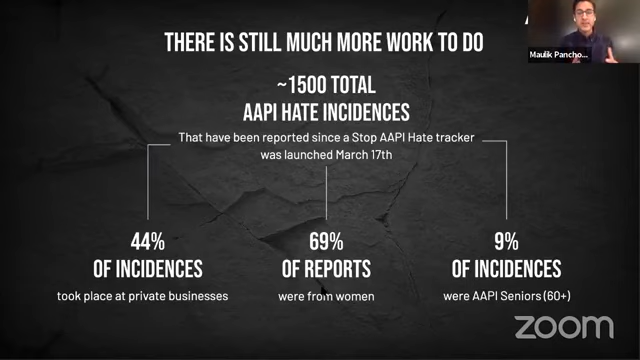 THERE IS STILL MUCH MORE WORK TO DO
Maulik Pancho...
~1500 TOTAL
AAPI HATE INCIDENCES
That have been reported since a Stop AAPI Hate tracker
was launched March 17th
44%
OF INCIDENCES
took place at private businesses
69%
OF REPORTS
were from women
9%
OF INCIDENCES
were AAPI Seniors (60+)
zoom